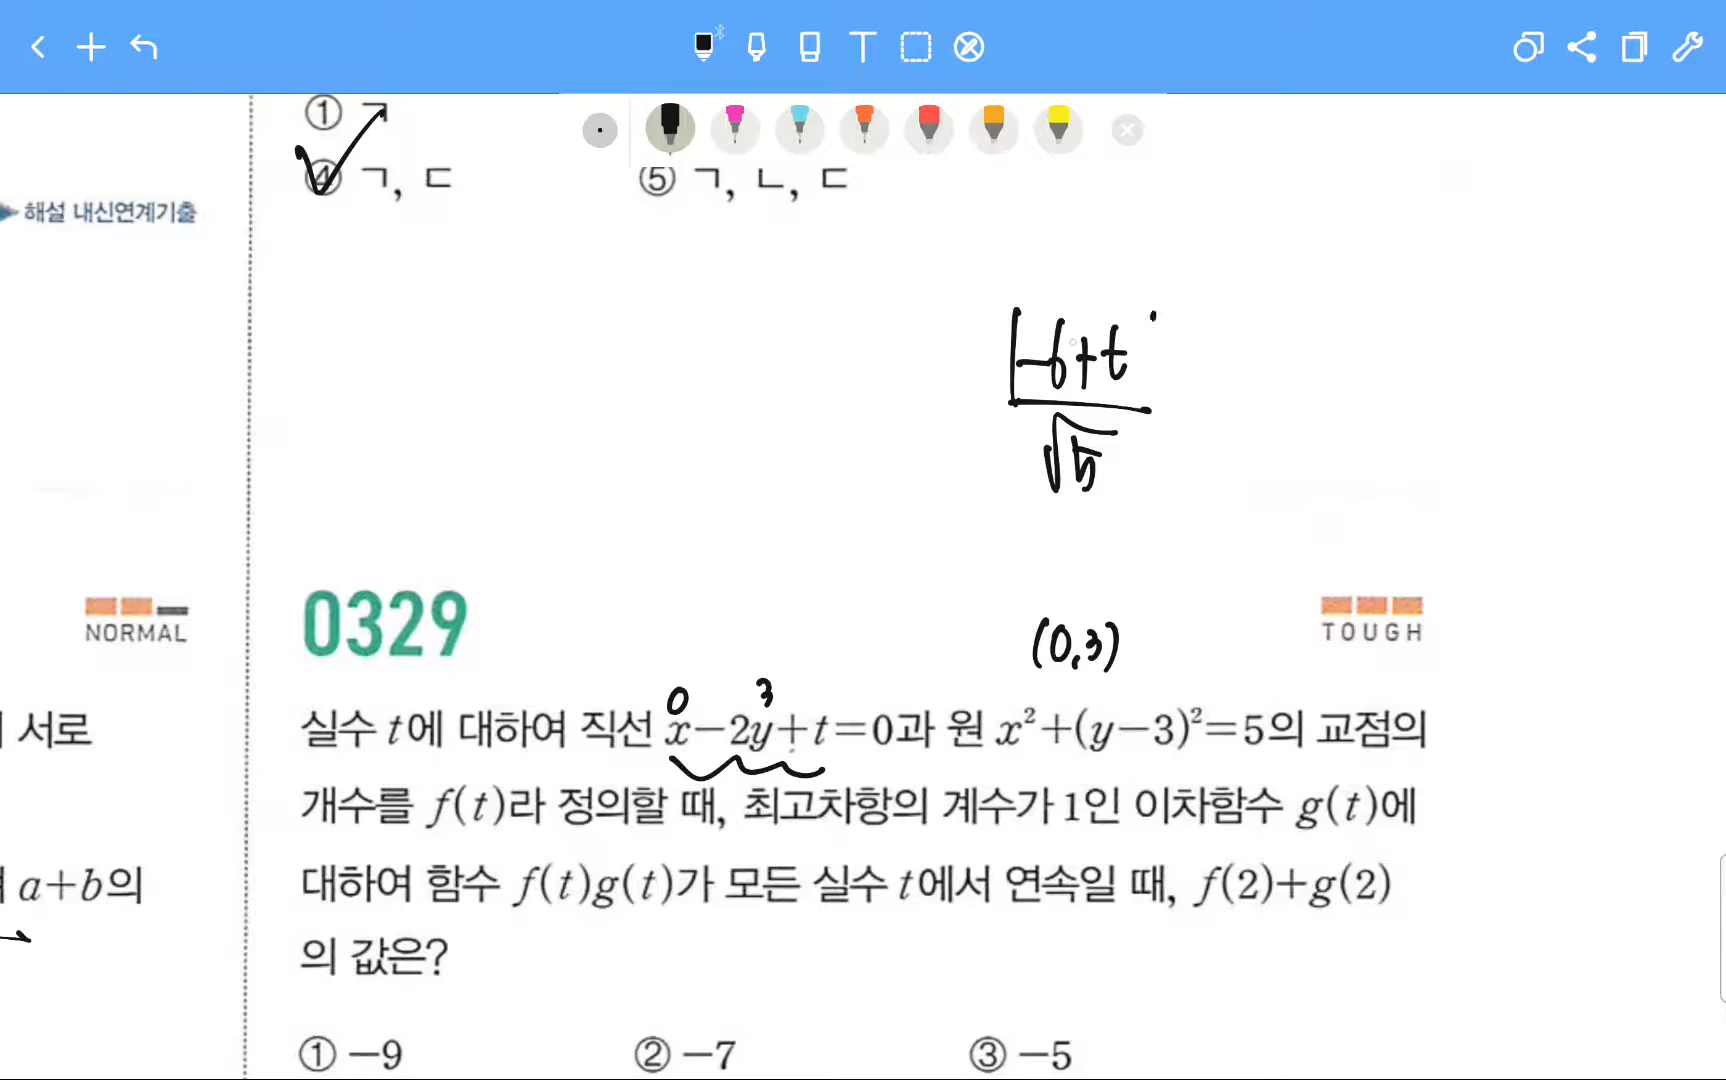 ① ㄱ
④ ㄱ, ㄷ
⑤ ㄱ, ㄴ, ㄷ
해설 내신연계기출
|-6+t
√5
NORMAL
0329
(0,3)
TOUGH
0 3
서로
실수 t에 대하여 직선 x-2y+t=0과 원 x²+(y-3)²=5의 교점의
개수를 f(t)라 정의할 때, 최고차항의 계수가 1인 이차함수 g(t)에
a+b의
대하여 함수 f(t)g(t)가 모든 실수 t에서 연속일 때, f(2)+g(2)
의 값은?
① -9 ② -7 ③ -5